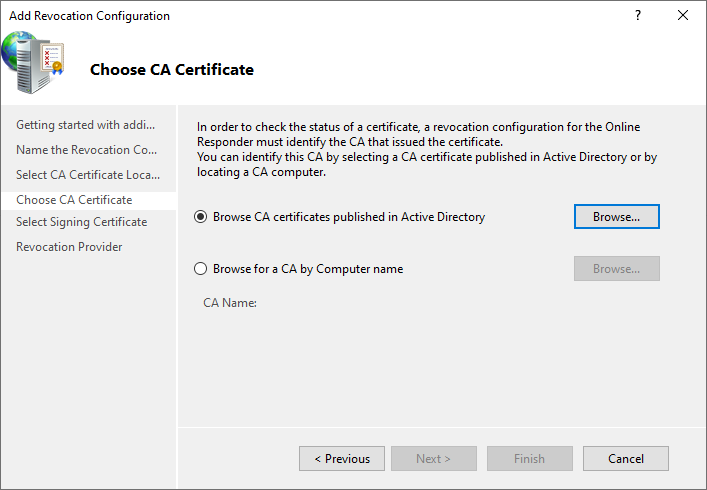 Add Revocation Configuration
?
Choose CA Certificate
Getting started with addi...
Name the Revocation Co...
Select CA Certificate Loca...
Choose CA Certificate
Select Signing Certificate
Revocation Provider
In order to check the status of a certificate, a revocation configuration for the Online
Responder must identify the CA that issued the certificate.
You can identify this CA by selecting a CA certificate published in Active Directory or by
locating a CA computer.
Browse CA certificates published in Active Directory
Browse...
Browse for a CA by Computer name
Browse...
CA Name:
< Previous
Next >
Finish
Cancel